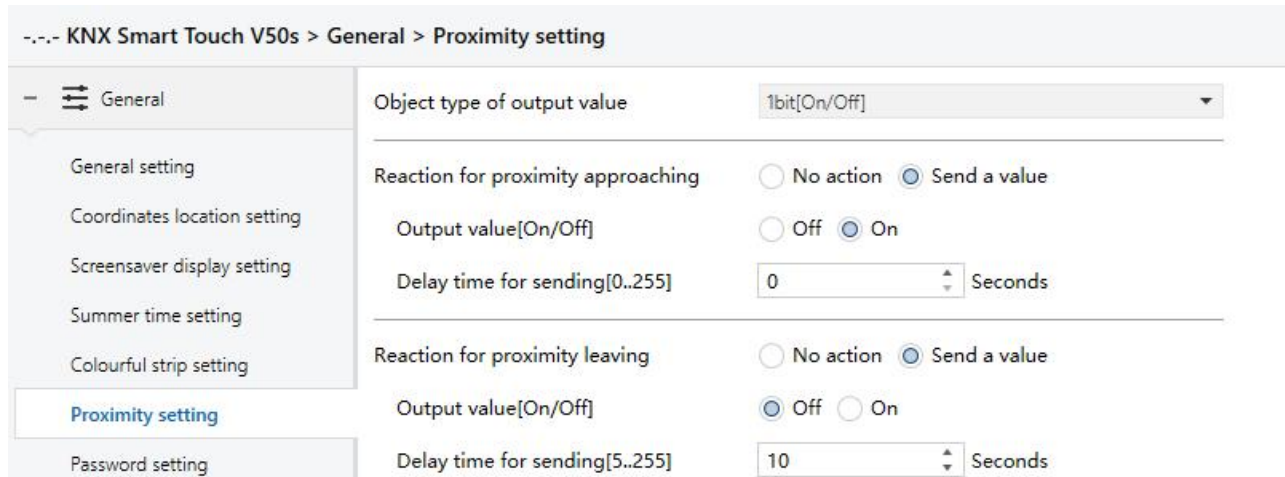 -.-.- KNX Smart Touch V50s > General > Proximity setting
General
General setting
Coordinates location setting
Screensaver display setting
Summer time setting
Colourful strip setting
Proximity setting
Password setting
Object type of output value 1bit[On/Off]
Reaction for proximity approaching No action Send a value
Output value[On/Off] Off On
Delay time for sending[0..255] 0 Seconds
Reaction for proximity leaving No action Send a value
Output value[On/Off] Off On
Delay time for sending[5..255] 10 Seconds